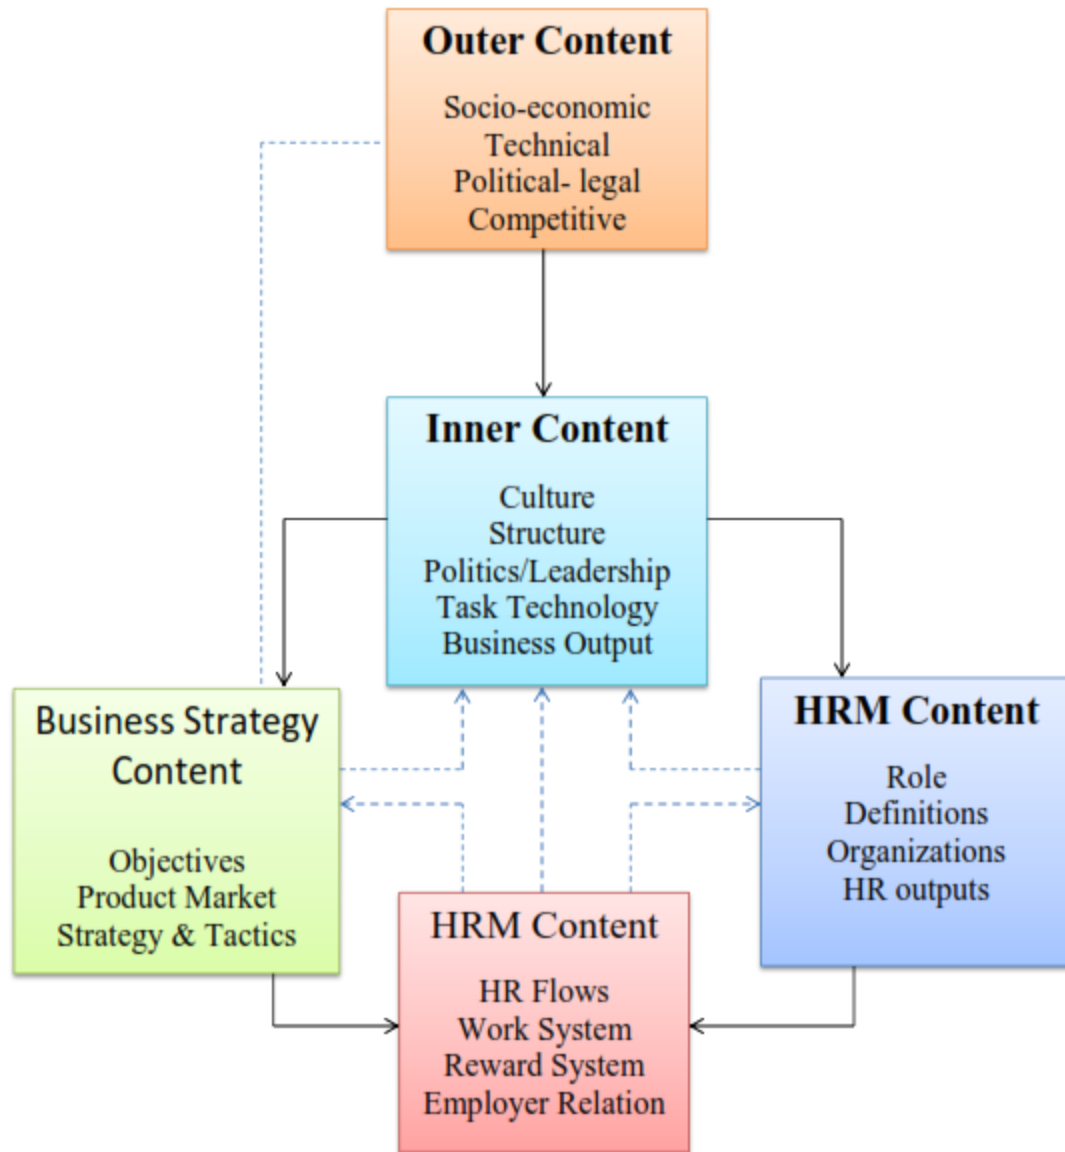 Outer Content
Socio-economic
Technical
Political- legal
Competitive
Inner Content
Culture
Structure
Politics/Leadership
Task Technology
Business Output
Business Strategy
Content
Objectives
Product Market
Strategy & Tactics
HRM Content
Role
Definitions
Organizations
HR outputs
HRM Content
HR Flows
Work System
Reward System
Employer Relation